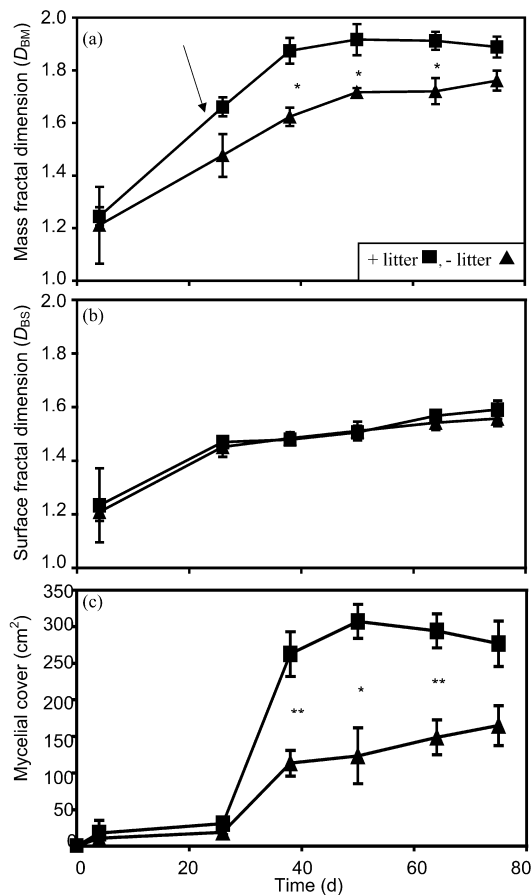 Mass fractal dimension (DBM)
2.0
1.8
1.6
1.4
1.2
1.0
(a)
*
*
*
+ litter ■, - litter ▲
Surface fractal dimension (DBS)
2.0
1.8
1.6
1.4
1.2
1.0
(b)
Mycelial cover (cm²)
350
300
250
200
150
100
50
0
(c)
**
*
**
0 20 40 60 80
Time (d)